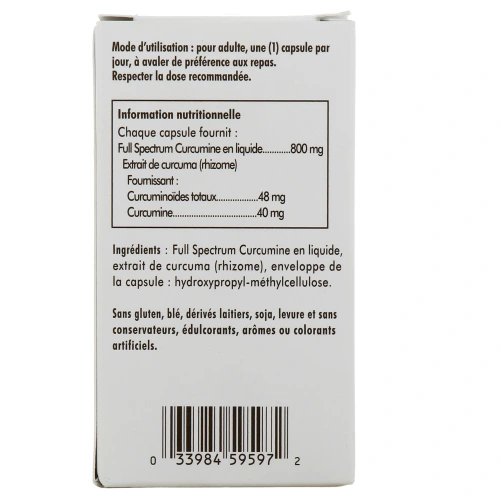 Mode d'utilisation : pour adulte, une (1) capsule par
jour, à avaler de préférence aux repas.
Respecter la dose recommandée.
Information nutritionnelle
Chaque capsule fournit :
Full Spectrum Curcumine en liquide............800 mg
Extrait de curcuma (rhizome)
Fournissant :
Curcuminoïdes totaux..................48 mg
Curcumine....................................40 mg
Ingrédients : Full Spectrum Curcumine en liquide,
extrait de curcuma (rhizome), enveloppe de
la capsule : hydroxypropyl-méthylcellulose.
Sans gluten, blé, dérivés laitiers, soja, levure et sans
conservateurs, édulcorants, arômes ou colorants
artificiels.
0 33984 59597 2